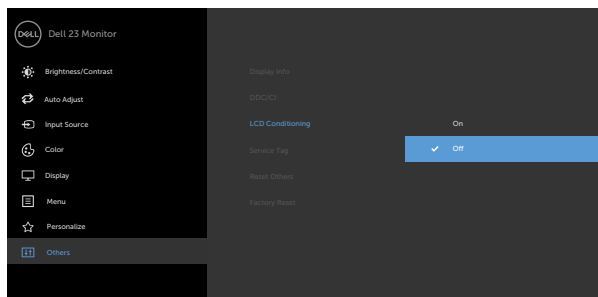 DELL Dell 23 Monitor
Brightness/Contrast
Auto Adjust
Input Source
Color
Display
Menu
Personalize
Others
Display Info
DDC/CI
LCD Conditioning
Service Tag
Reset Others
Factory Reset
On
Off